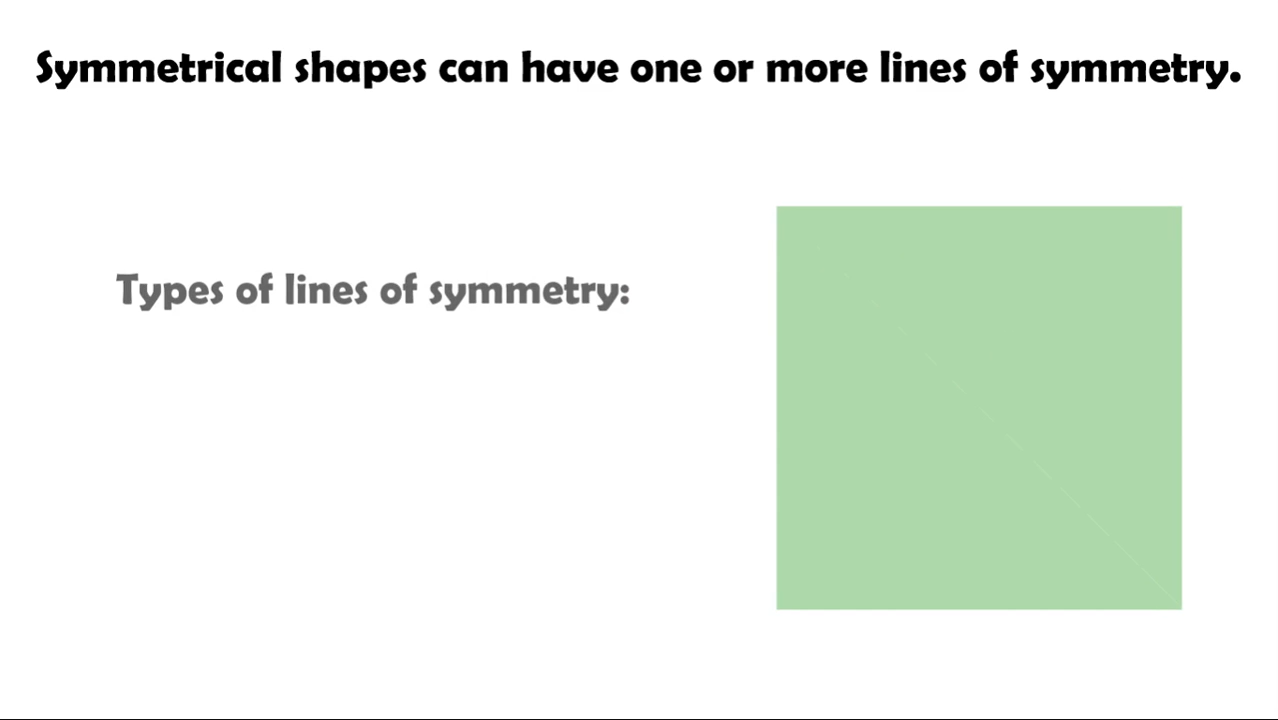 Symmetrical shapes can have one or more lines of symmetry.
Types of lines of symmetry: